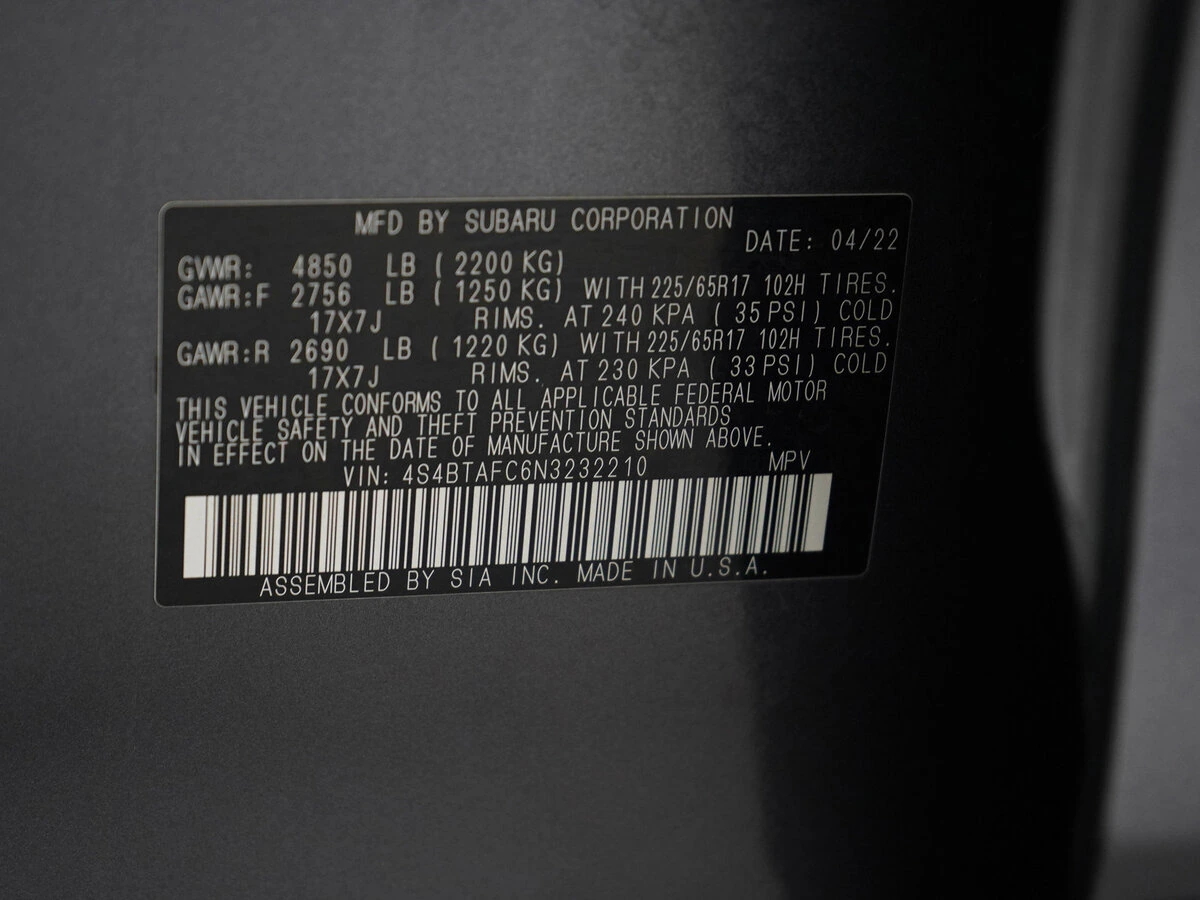 MFD BY SUBARU CORPORATION
DATE: 04/22
GVWR: 4850 LB ( 2200 KG)
GAWR:F 2756 LB ( 1250 KG) WITH 225/65R17 102H TIRES.
17X7J RIMS. AT 240 KPA ( 35 PSI) COLD
GAWR:R 2690 LB ( 1220 KG) WITH 225/65R17 102H TIRES.
17X7J RIMS. AT 230 KPA ( 33 PSI) COLD
THIS VEHICLE CONFORMS TO ALL APPLICABLE FEDERAL MOTOR
VEHICLE SAFETY AND THEFT PREVENTION STANDARDS
IN EFFECT ON THE DATE OF MANUFACTURE SHOWN ABOVE.
VIN: 4S4BTAFC6N3232210 MPV
ASSEMBLED BY SIA INC. MADE IN U.S.A.